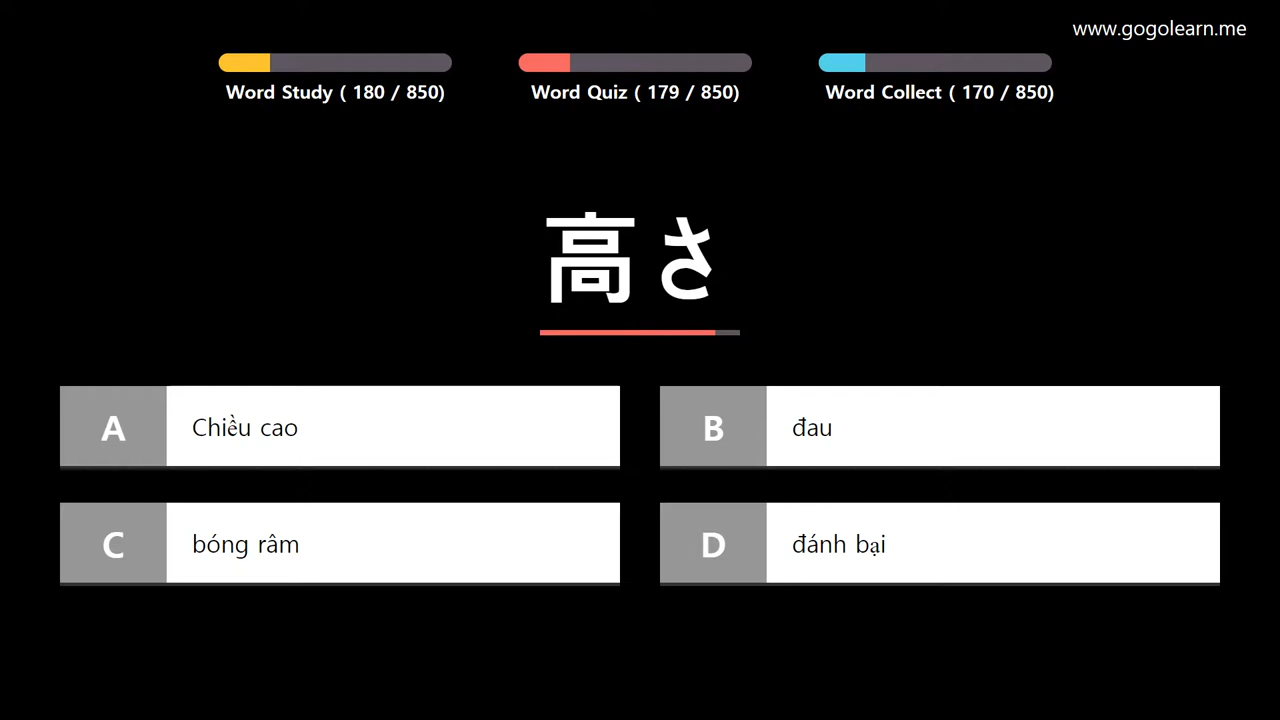 www.gogolearn.me
Word Study ( 180 / 850)
Word Quiz ( 179 / 850)
Word Collect ( 170 / 850)
高さ
A Chiều cao
B đau
C bóng râm
D đánh bại